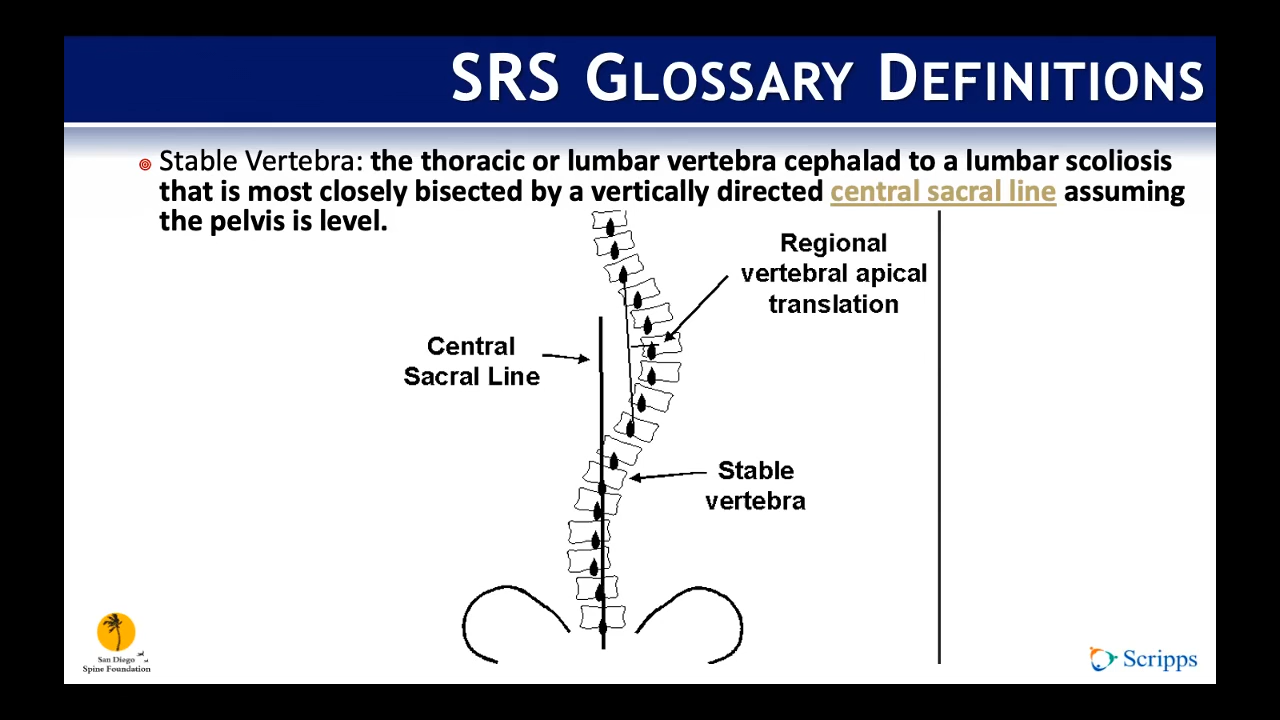 SRS GLOSSARY DEFINITIONS
Stable Vertebra: the thoracic or lumbar vertebra cephalad to a lumbar scoliosis
that is most closely bisected by a vertically directed central sacral line assuming
the pelvis is level.
Regional
vertebral apical
translation
Central
Sacral Line
Stable
vertebra
San Diego
Spine Foundation
Scripps